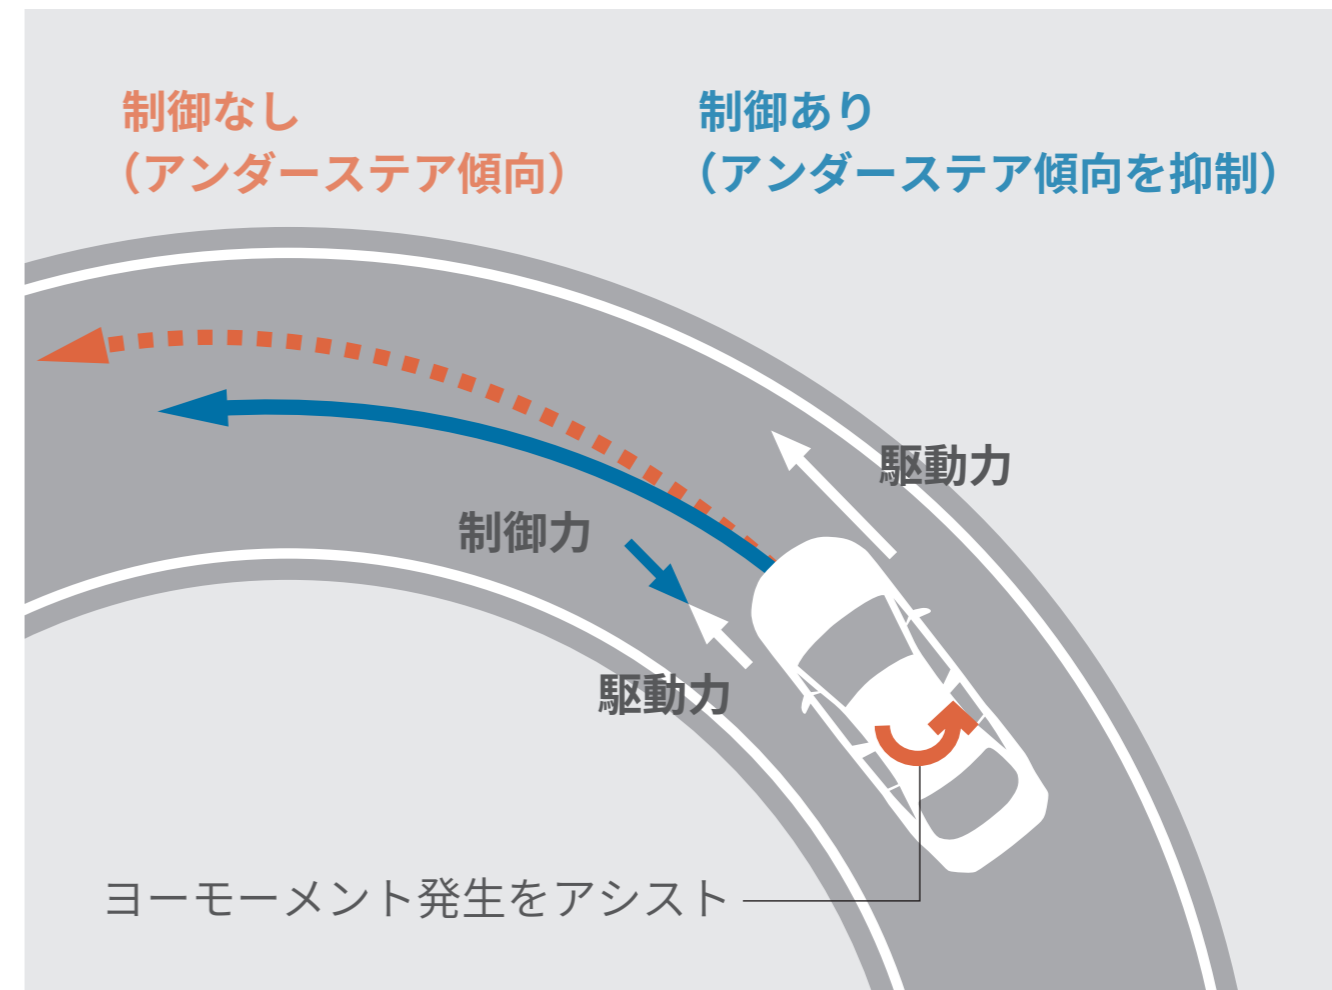 制御なし
（アンダーステア傾向）
制御あり
（アンダーステア傾向を抑制）
駆動力
制御力
駆動力
ヨーモーメント発生をアシスト